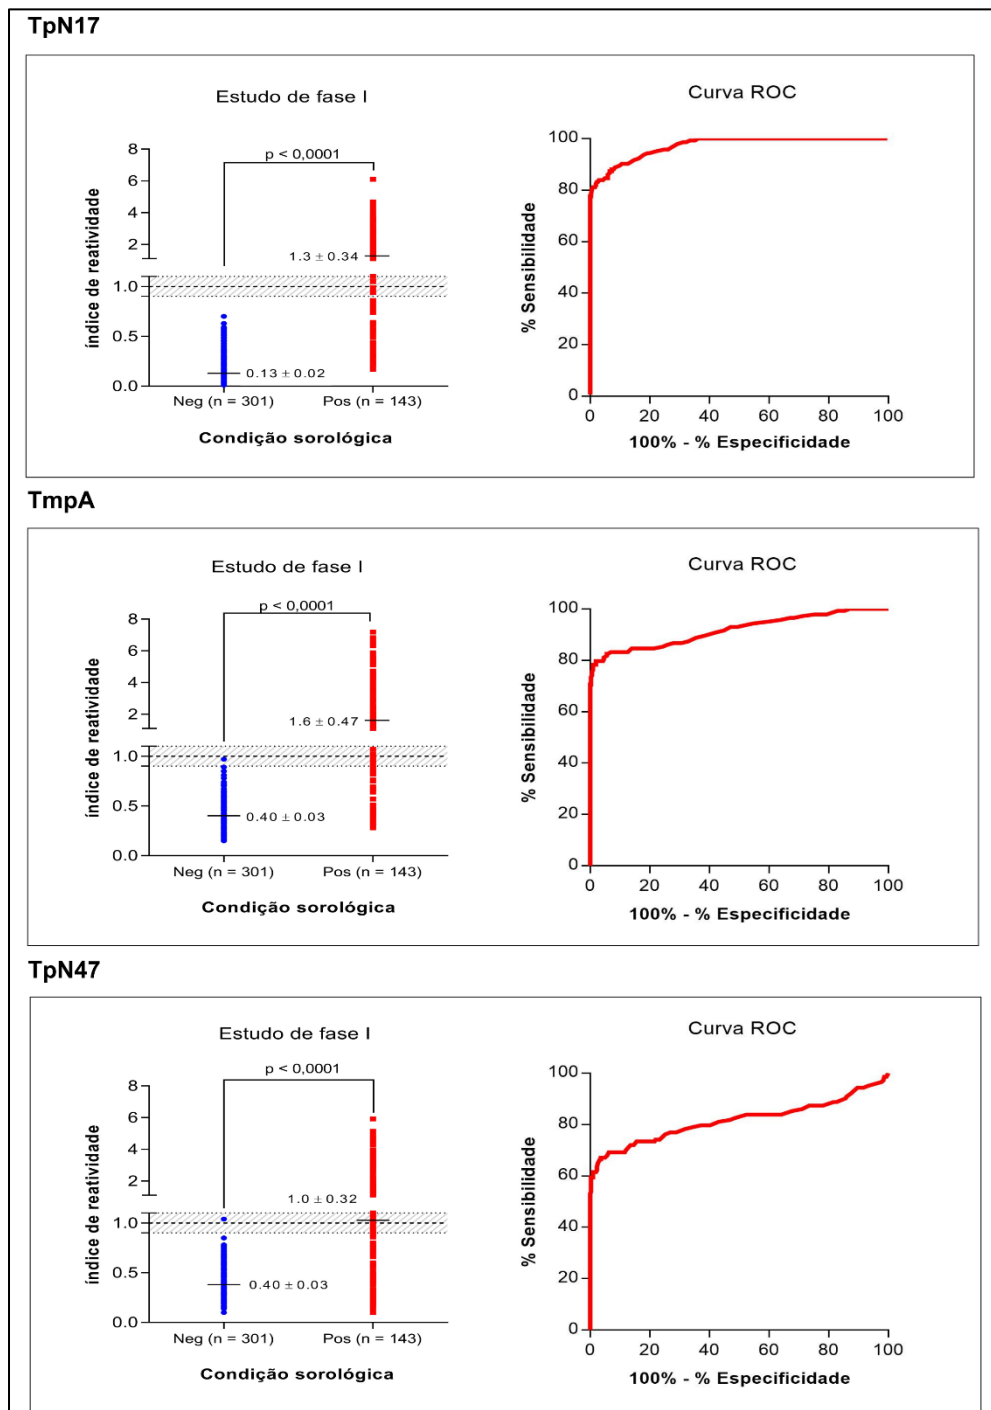 TpN17
Estudo de fase I
p < 0,0001
índice de reatividade
8
6
4
2
1.0
0.5
0.0
1.3 ± 0.34
0.13 ± 0.02
Neg (n = 301)
Pos (n = 143)
Condição sorológica
Curva ROC
% Sensibilidade
100
80
60
40
20
0
0 20 40 60 80 100
100% - % Especificidade
TmpA
Estudo de fase I
p < 0,0001
índice de reatividade
8
6
4
2
1.0
0.5
0.0
1.6 ± 0.47
0.40 ± 0.03
Neg (n = 301)
Pos (n = 143)
Condição sorológica
Curva ROC
% Sensibilidade
100
80
60
40
20
0
0 20 40 60 80 100
100% - % Especificidade
TpN47
Estudo de fase I
p < 0,0001
índice de reatividade
8
6
4
2
1.0
0.5
0.0
1.0 ± 0.32
0.40 ± 0.03
Neg (n = 301)
Pos (n = 143)
Condição sorológica
Curva ROC
% Sensibilidade
100
80
60
40
20
0
0 20 40 60 80 100
100% - % Especificidade